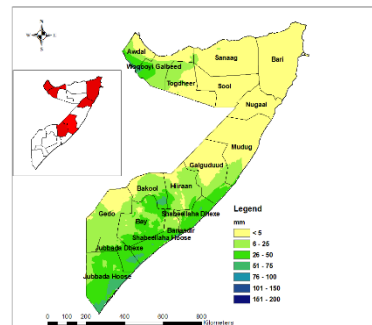 N
Awdal
Woqooyi Galbeed
Togdheer
Sanaag
Bari
Sool
Nugaal
Mudug
Galguduud
Hiiraan
Bakool
Gedo
Bay
Shabeellaha Dhexe
Banandir
Shabeellaha Hoose
Jubbada Dhexe
Jubbada Hoose
Legend
mm
< 5
6 - 25
26 - 50
51 - 75
76 - 100
101 - 150
151 - 200
0 100 200 400 600 800
Kilometers